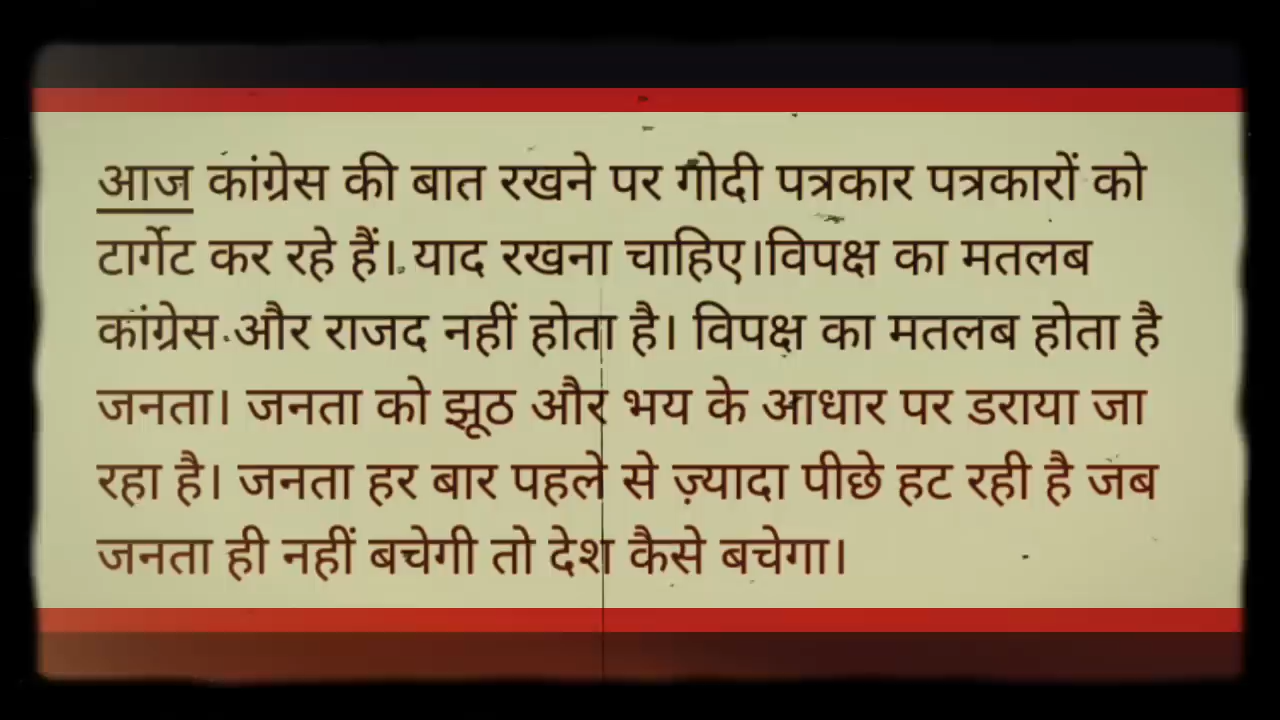 आज कांग्रेस की बात रखने पर गोदी पत्रकार पत्रकारों को
टार्गेट कर रहे हैं। याद रखना चाहिए।विपक्ष का मतलब
कांग्रेस और राजद नहीं होता है। विपक्ष का मतलब होता है
जनता। जनता को झूठ और भय के आधार पर डराया जा
रहा है। जनता हर बार पहले से ज़्यादा पीछे हट रही है जब
जनता ही नहीं बचेगी तो देश कैसे बचेगा।